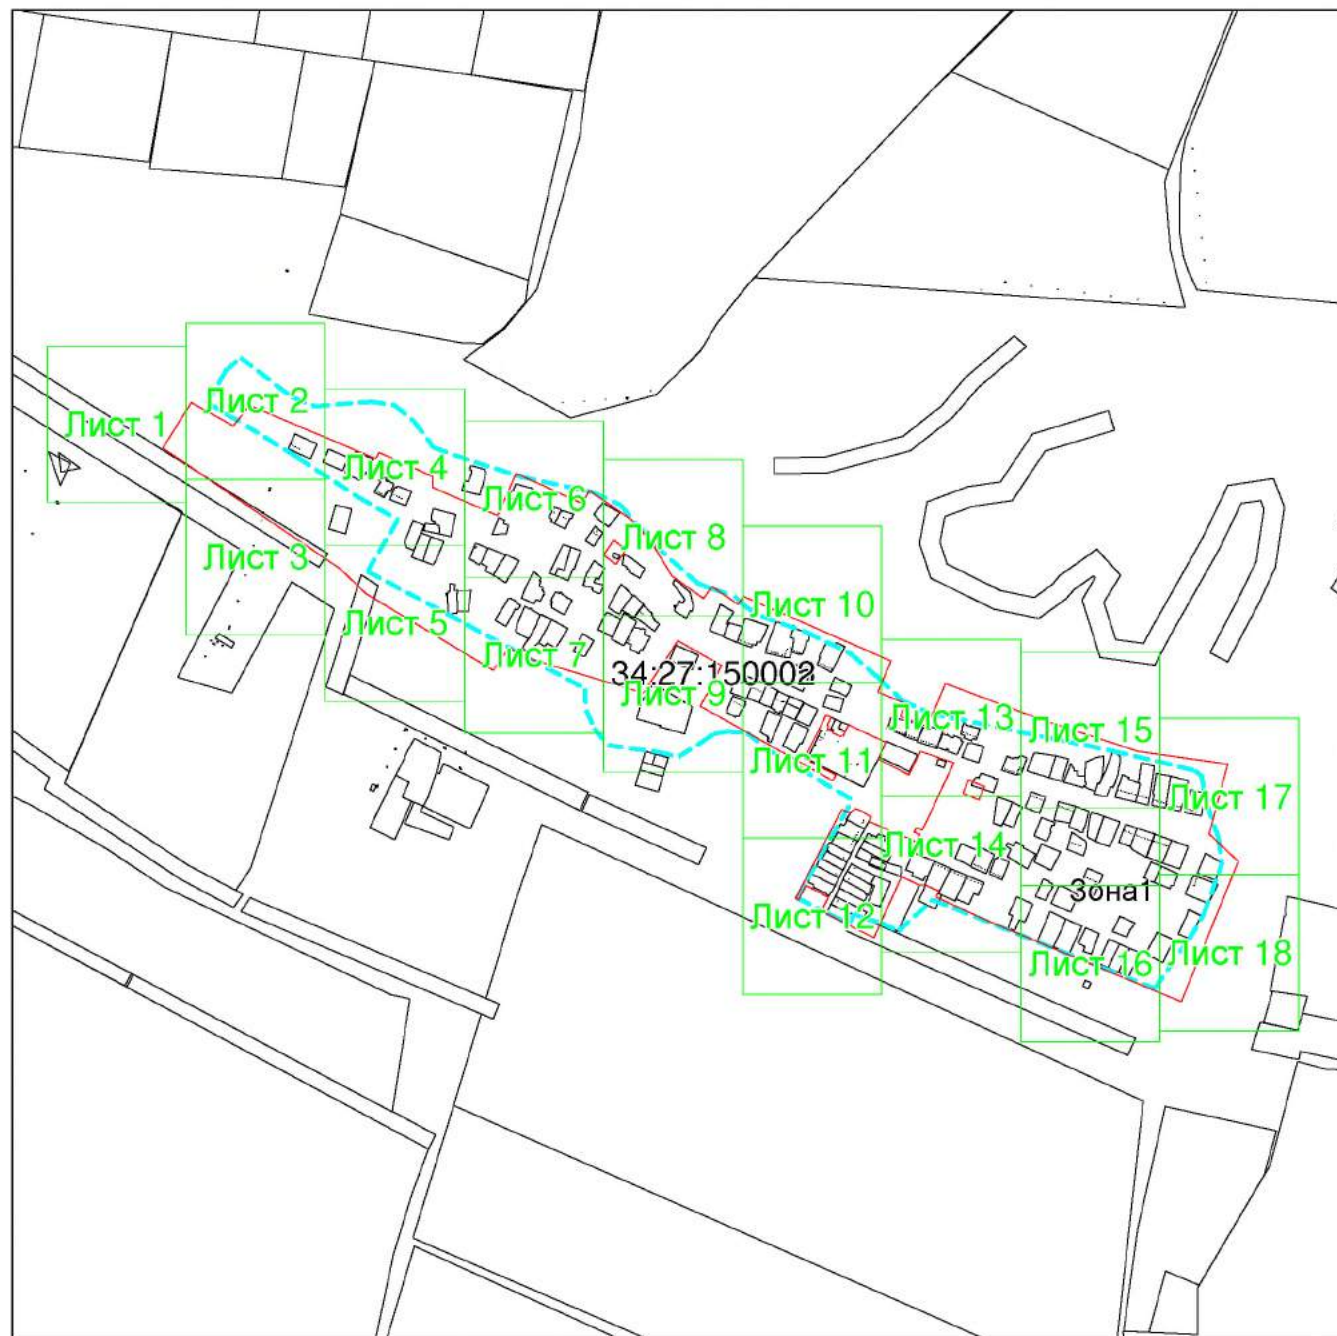 Лист 1
Лист 2
Лист 3
Лист 4
Лист 5
Лист 6
Лист 7
Лист 8
34:27:150002
Лист 9
Лист 10
Лист 11
Лист 12
Лист 13
Лист 14
Лист 15
Зона1
Лист 16
Лист 17
Лист 18